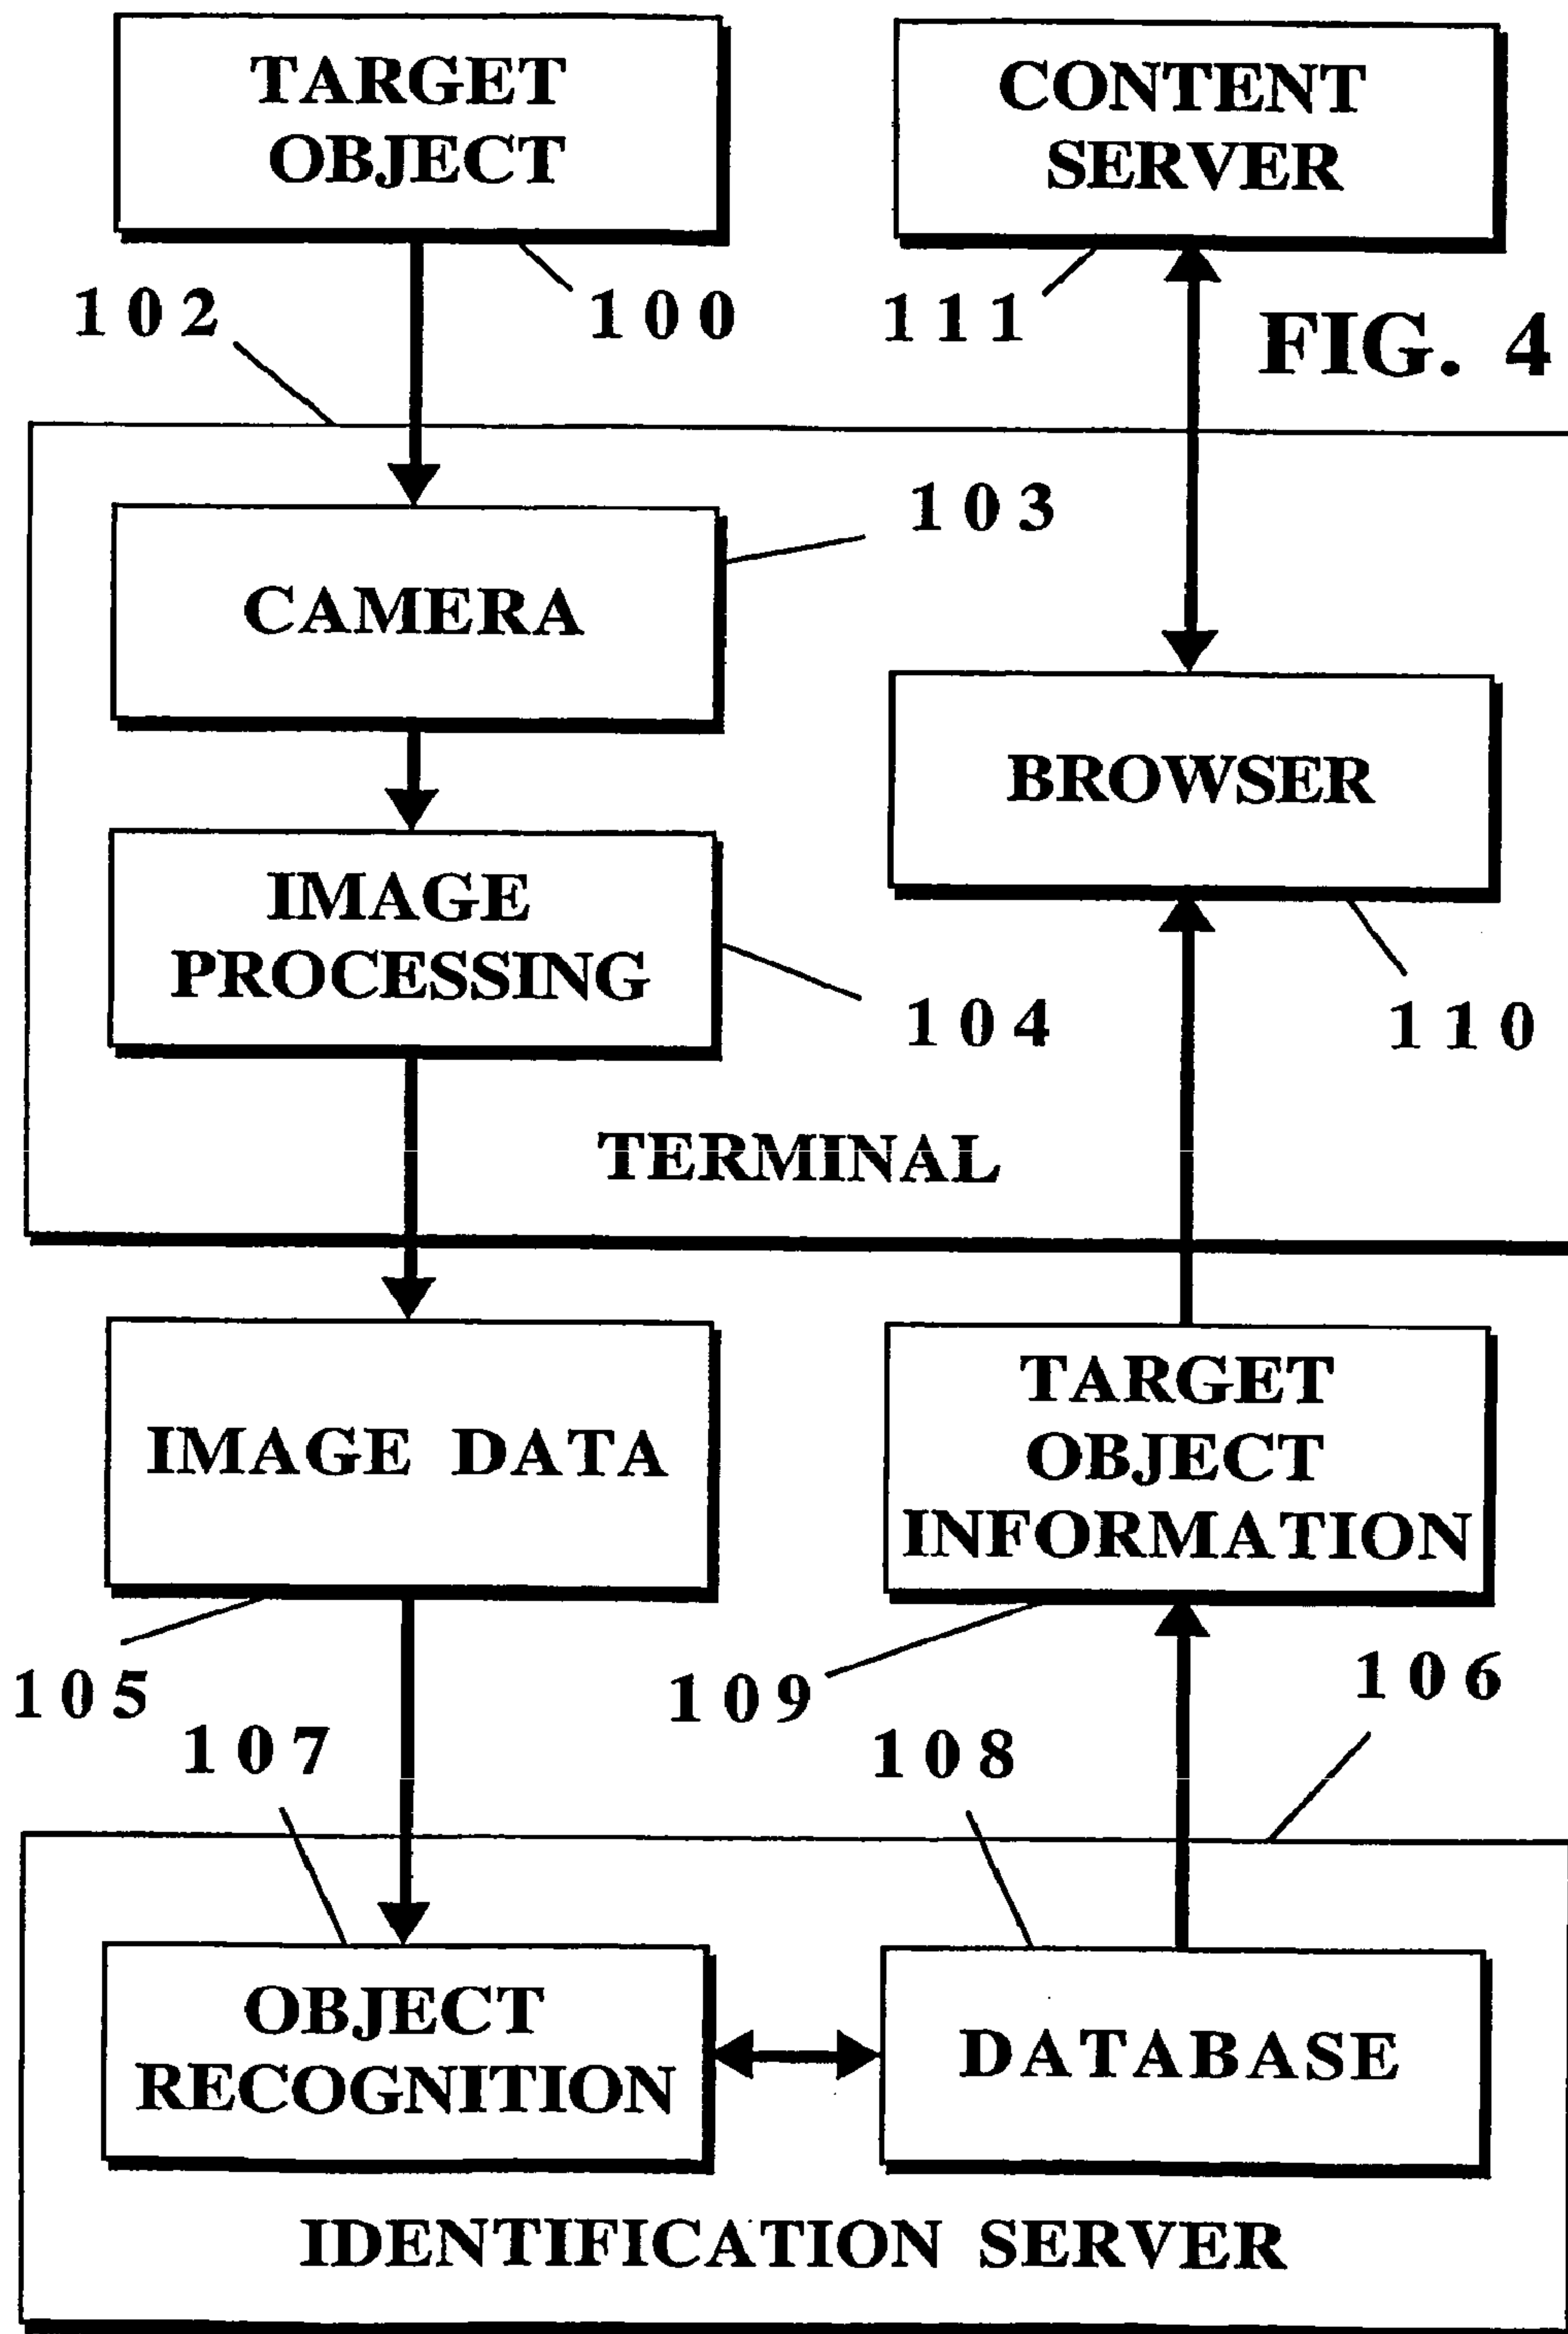 TARGET
OBJECT
CONTENT
SERVER
102
100
111
FIG. 4
103
CAMERA
BROWSER
IMAGE
PROCESSING
104
110
TERMINAL
IMAGE DATA
TARGET
OBJECT
INFORMATION
105
109
106
107
108
OBJECT
RECOGNITION
DATABASE
IDENTIFICATION SERVER